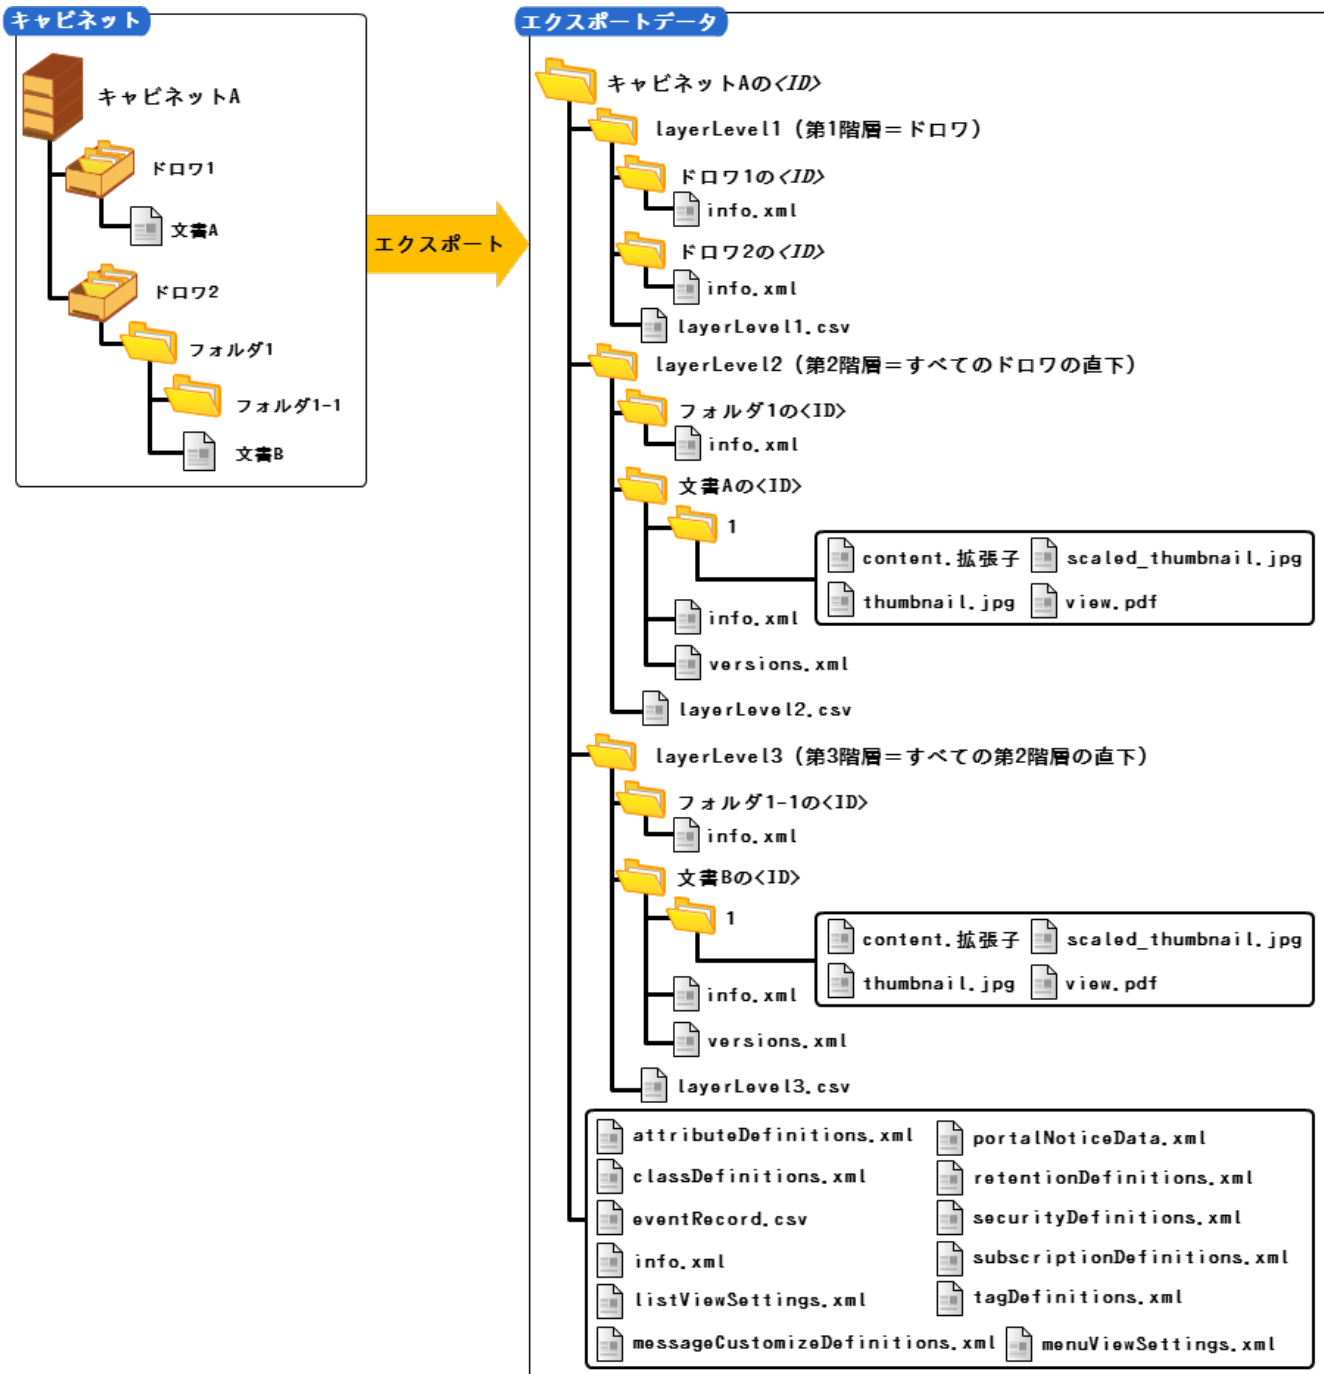 キャビネット
キャビネットA
ドロワ1
文書A
ドロワ2
フォルダ1
フォルダ1-1
文書B
エクスポート
エクスポートデータ
キャビネットAの<ID>
layerLevel1 (第1階層＝ドロワ)
ドロワ1の<ID>
info.xml
ドロワ2の<ID>
info.xml
layerLevel1.csv
layerLevel2 (第2階層＝すべてのドロワの直下)
フォルダ1の<ID>
info.xml
文書Aの<ID>
1
content.拡張子 scaled_thumbnail.jpg
thumbnail.jpg view.pdf
info.xml
versions.xml
layerLevel2.csv
layerLevel3 (第3階層＝すべての第2階層の直下)
フォルダ1-1の<ID>
info.xml
文書Bの<ID>
1
content.拡張子 scaled_thumbnail.jpg
thumbnail.jpg view.pdf
info.xml
versions.xml
layerLevel3.csv
attributeDefinitions.xml portalNoticeData.xml
classDefinitions.xml retentionDefinitions.xml
eventRecord.csv securityDefinitions.xml
info.xml subscriptionDefinitions.xml
listViewSettings.xml tagDefinitions.xml
messageCustomizeDefinitions.xml menuViewSettings.xml